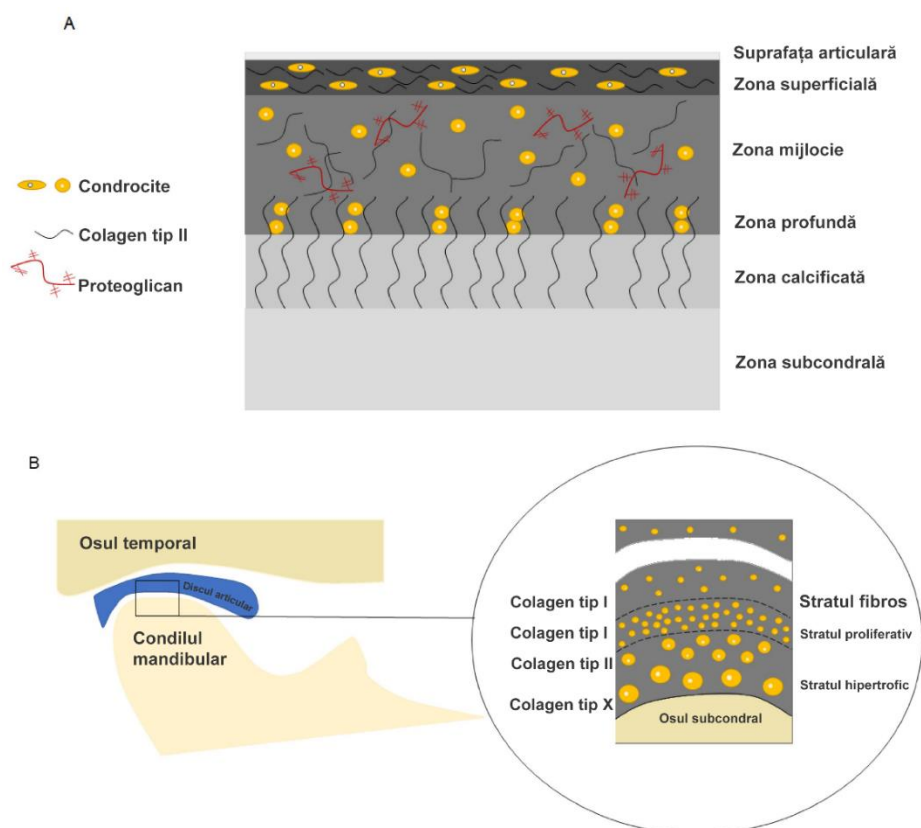 A
Suprafața articulară
Zona superficială
Zona mijlocie
Zona profundă
Zona calcificată
Zona subcondrală
Condrocite
Colagen tip II
Proteoglican
B
Osul temporal
Discul articular
Condilul
mandibular
Colagen tip I
Colagen tip I
Colagen tip II
Colagen tip X
Stratul fibros
Stratul proliferativ
Stratul hipertrofic
Osul subcondral